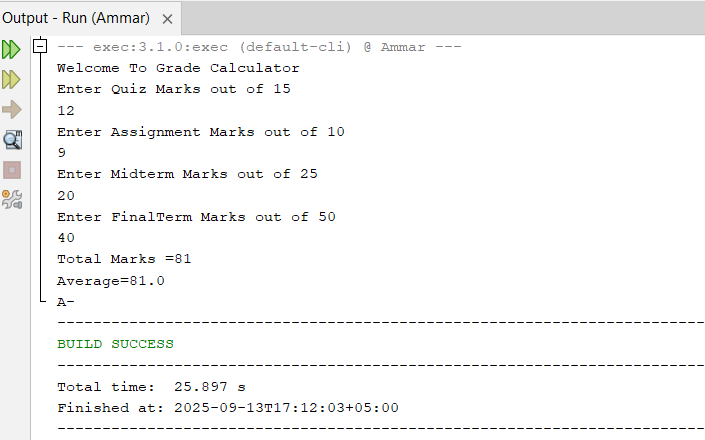 Output - Run (Ammar) ×
--- exec:3.1.0:exec (default-cli) @ Ammar ---
Welcome To Grade Calculator
Enter Quiz Marks out of 15
12
Enter Assignment Marks out of 10
9
Enter Midterm Marks out of 25
20
Enter FinalTerm Marks out of 50
40
Total Marks =81
Average=81.0
A-
------------------------------------------------------------------------
BUILD SUCCESS
------------------------------------------------------------------------
Total time:  25.897 s
Finished at: 2025-09-13T17:12:03+05:00
------------------------------------------------------------------------